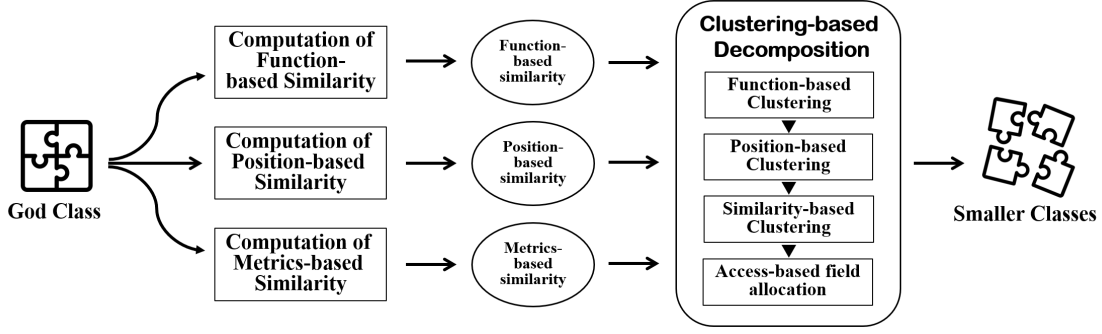 God Class
Computation of
Function-
based Similarity
Computation of
Position-based
Similarity
Computation of
Metrics-based
Similarity
Function-
based
similarity
Position-
based
similarity
Metrics-
based
similarity
Clustering-based
Decomposition
Function-based
Clustering
Position-based
Clustering
Similarity-based
Clustering
Access-based field
allocation
Smaller Classes